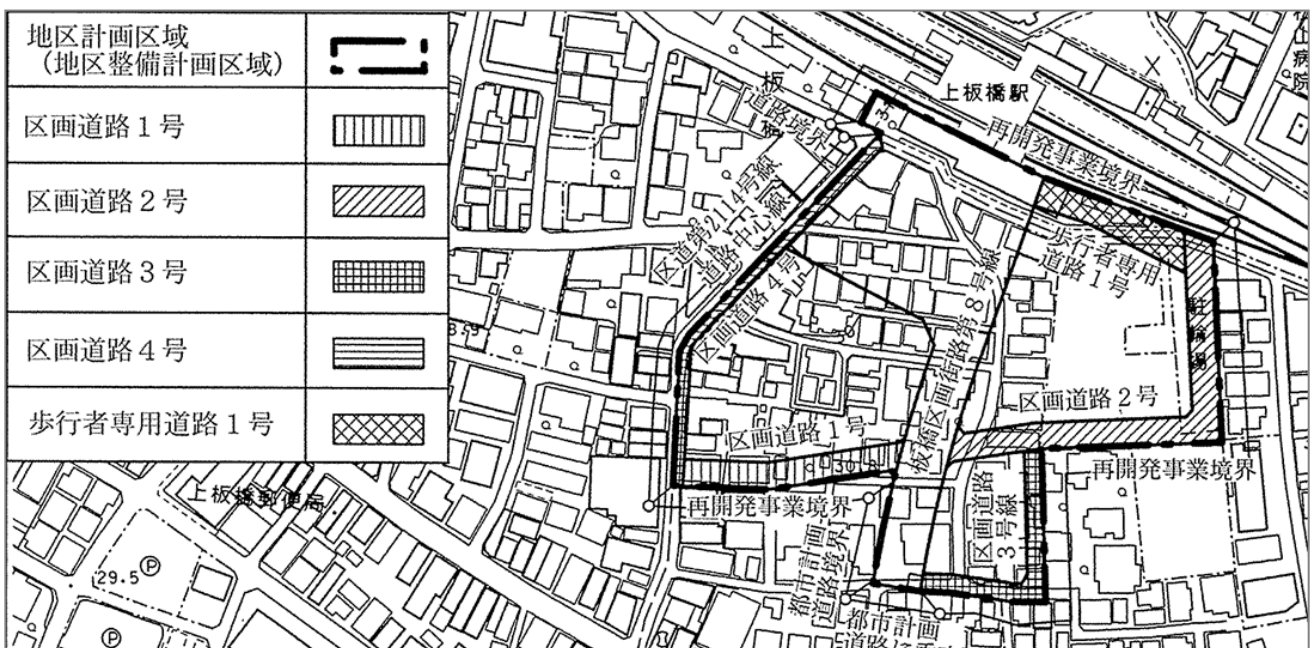 地区計画区域
(地区整備計画区域)
区画道路1号
区画道路2号
区画道路3号
区画道路4号
歩行者専用道路1号
上
板
上板橋駅
山病院
道路境界
再開発事業境界
歩行者専用
道路1号
区道第2114号線
道路中心線
区画道路4号
板橋区画街路第8号線
駐輪場
区画道路2号
区画道路1号
再開発事業境界
再開発事業境界
区画道路
3号線
都市計画
道路境界
都市計画
上板橋郵便局
29.5
P
P